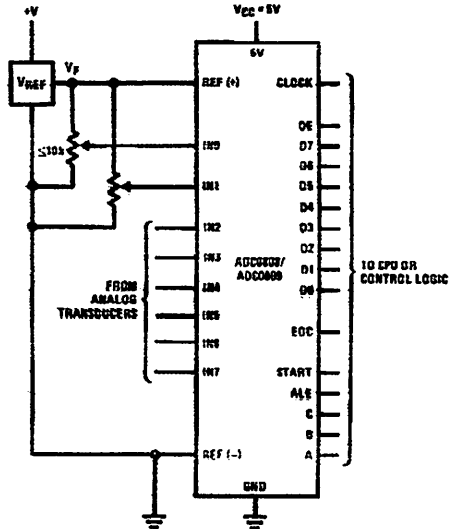 +V
VCC = 5V
5V
VREF
VF
REF (+)
CLOCK
≤10k
IN0
IN1
IN2
IN3
IN4
IN5
IN6
IN7
FROM
ANALOG
TRANSDUCERS
ADC0808/
ADC0809
OE
D7
D6
D5
D4
D3
D2
D1
D0
EOC
START
ALE
C
B
A
TO CPU OR
CONTROL LOGIC
REF (−)
GND